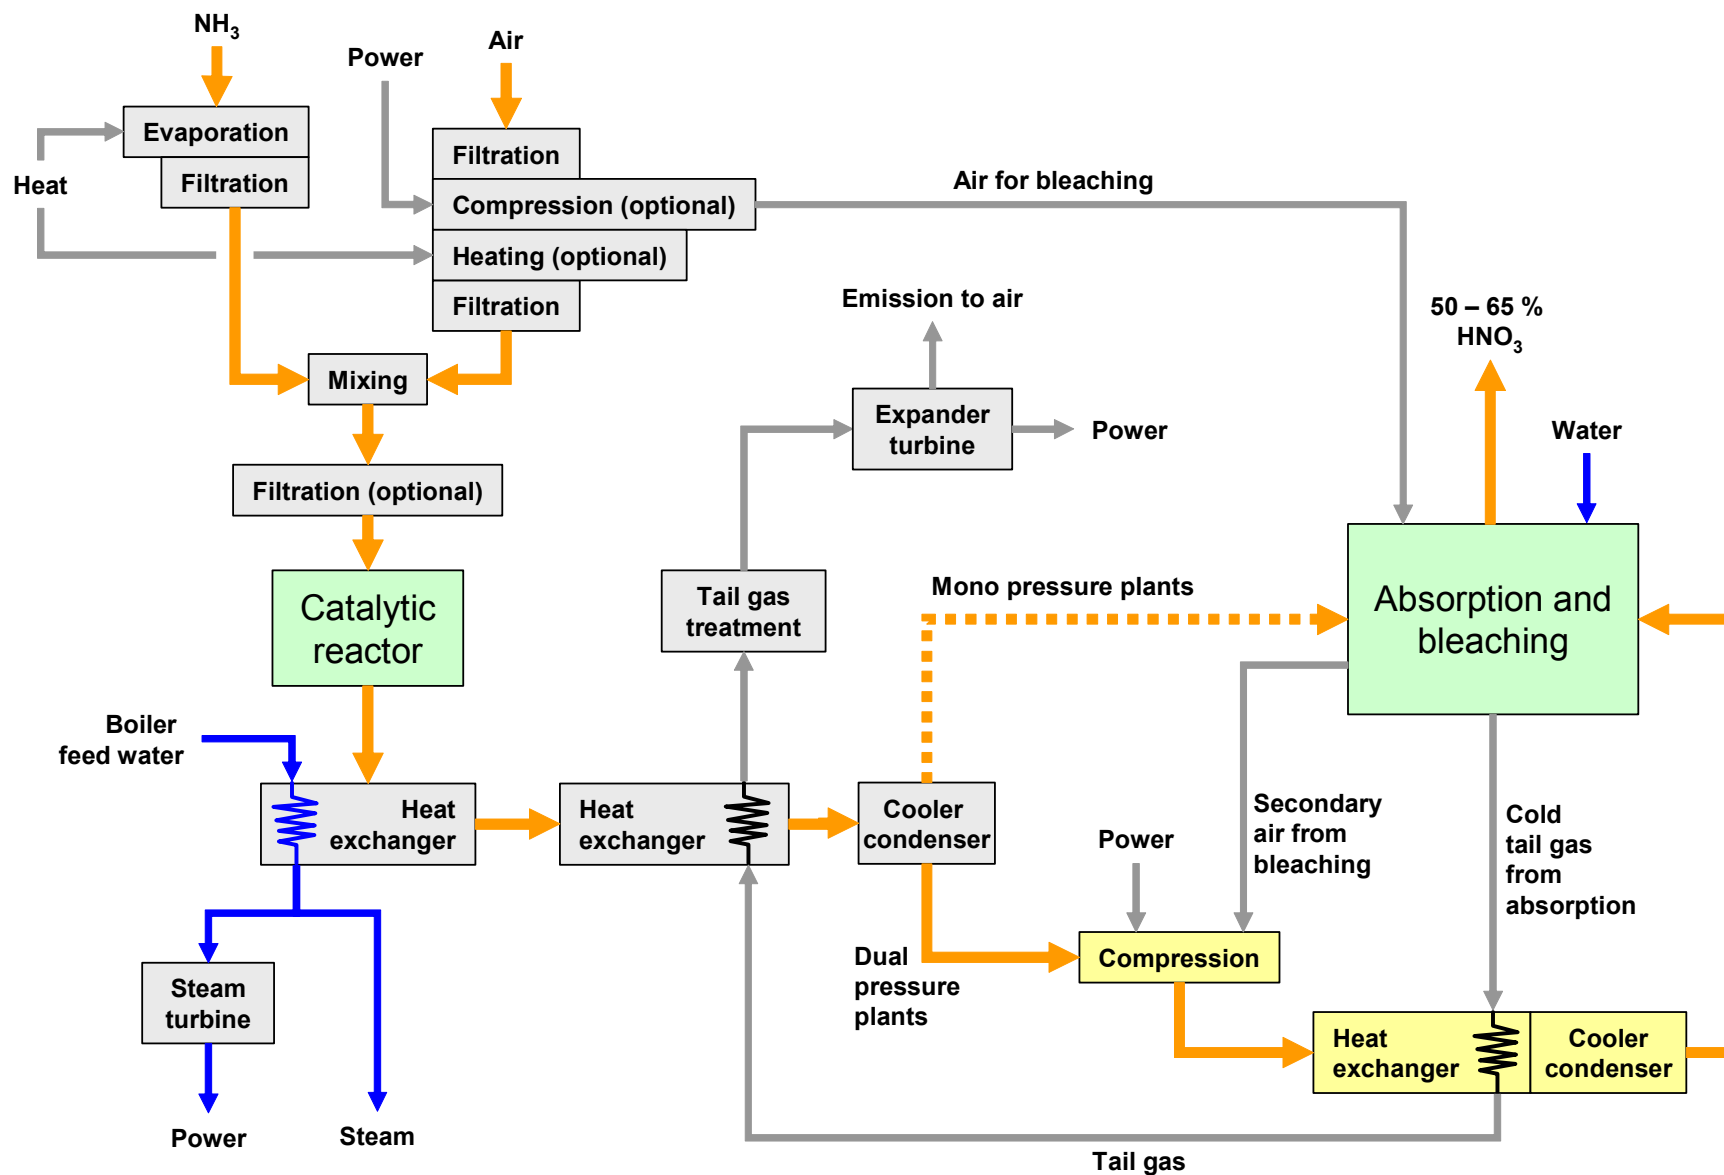 NH3
Air
Power
Evaporation
Filtration
Heat
Filtration
Compression (optional)
Heating (optional)
Filtration
Air for bleaching
Mixing
Filtration (optional)
Catalytic
reactor
Emission to air
Expander
turbine
Power
50 – 65 %
HNO3
Water
Tail gas
treatment
Mono pressure plants
Absorption and
bleaching
Boiler
feed water
Heat
exchanger
Heat
exchanger
Cooler
condenser
Power
Secondary
air from
bleaching
Cold
tail gas
from
absorption
Dual
pressure
plants
Compression
Steam
turbine
Heat
exchanger
Cooler
condenser
Power
Steam
Tail gas